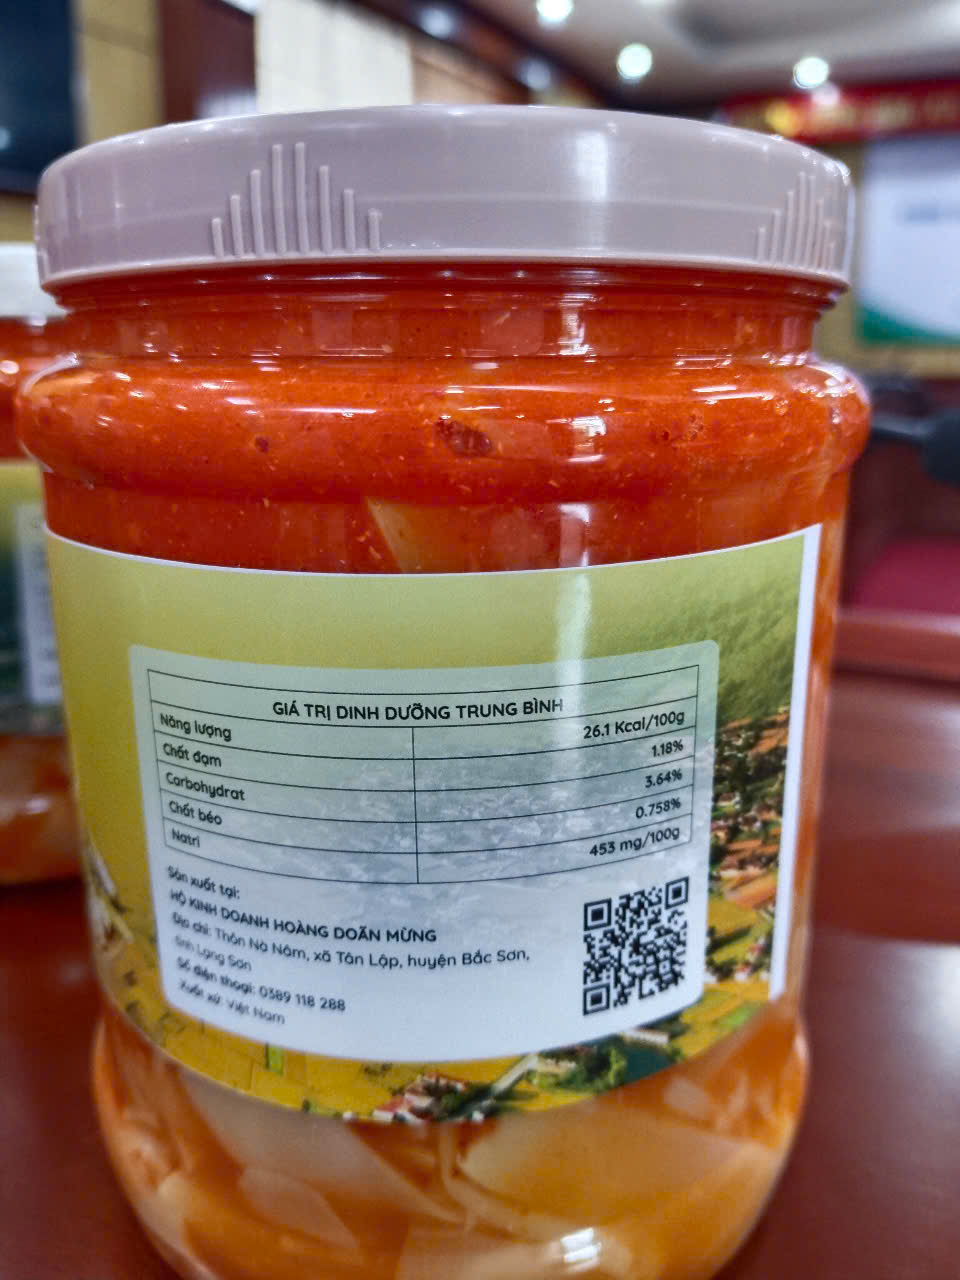 GIÁ TRỊ DINH DƯỠNG TRUNG BÌNH
Năng lượng 26.1 Kcal/100g
Chất đạm 1.18%
Carbohydrat 3.64%
Chất béo 0.758%
Natri 453 mg/100g
Sản xuất tại:
HỘ KINH DOANH HOÀNG DOÃN MỪNG
Địa chỉ: Thôn Nà Nâm, xã Tân Lập, huyện Bắc Sơn,
tỉnh Lạng Sơn
Số điện thoại: 0389 118 288
Xuất xứ: Việt Nam